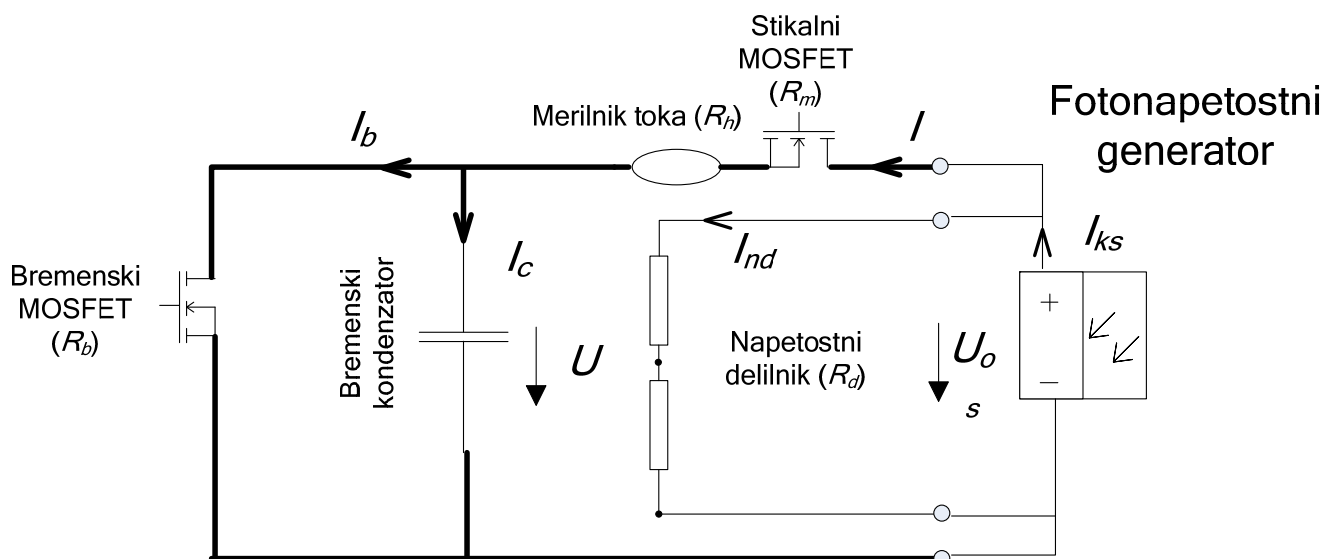 Stikalni
MOSFET
(Rm)
Fotonapetostni
generator
Merilnik toka (Rh)
I
Ib
Ind
Iks
Ic
Bremenski
MOSFET
(Rb)
Bremenski
kondenzator
U
Napetostni
delilnik (Rd)
Uo
s
+
–